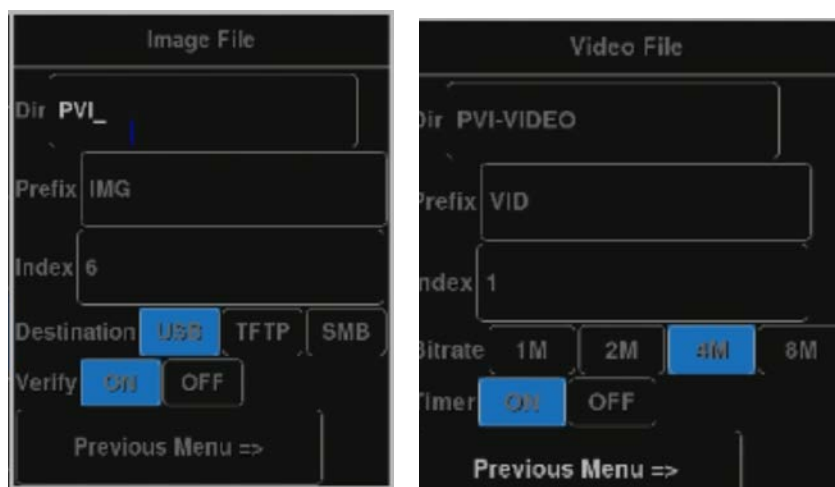 Image File
Dir PVI_
Prefix IMG
Index 6
Destination USB TFTP SMB
Verify ON OFF
Previous Menu =>
Video File
Dir PVI-VIDEO
Prefix VID
Index 1
Bitrate 1M 2M 4M 8M
Timer ON OFF
Previous Menu =>